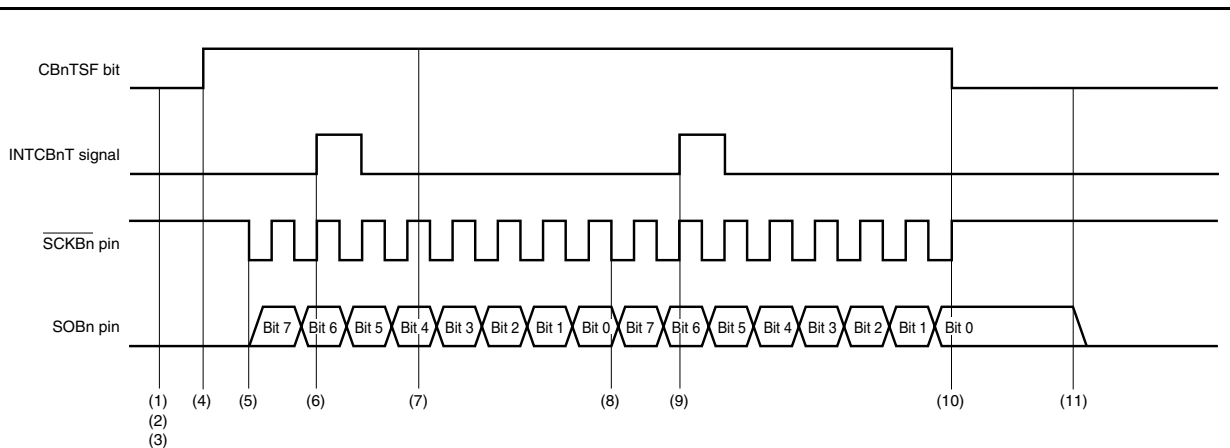 CBnTSF bit
INTCBnT signal
SCKBn pin
SOBn pin
Bit 7 Bit 6 Bit 5 Bit 4 Bit 3 Bit 2 Bit 1 Bit 0 Bit 7 Bit 6 Bit 5 Bit 4 Bit 3 Bit 2 Bit 1 Bit 0
(1) (4) (5) (6) (7) (8) (9) (10) (11)
(2)
(3)